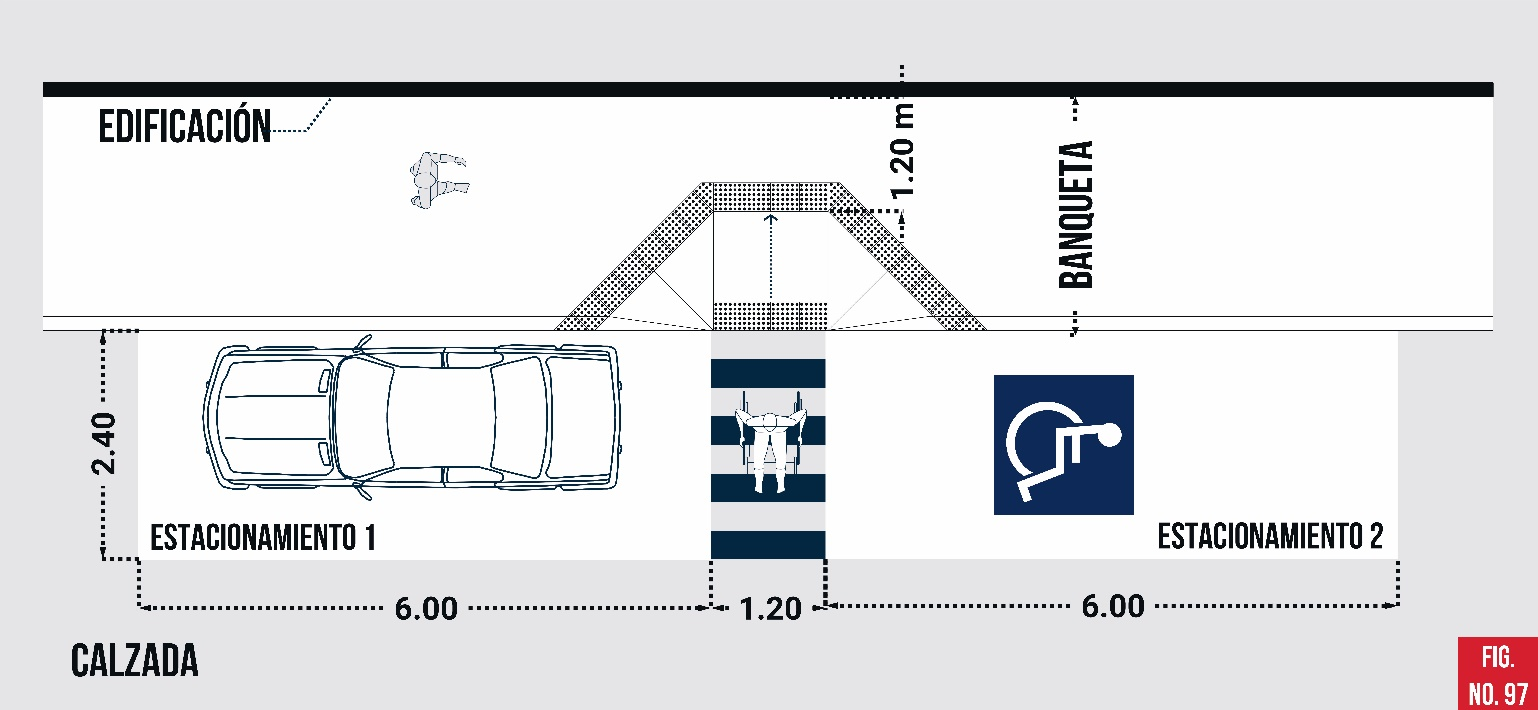 EDIFICACIÓN
1.20 m
BANQUETA
2.40
ESTACIONAMIENTO 1
ESTACIONAMIENTO 2
6.00
1.20
6.00
CALZADA
FIG.
NO. 97